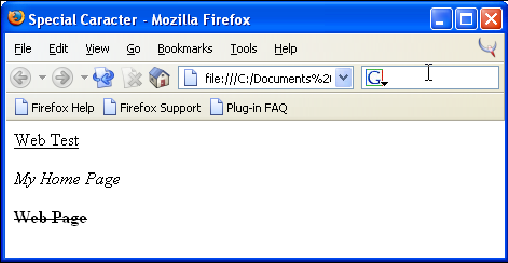 Special Caracter - Mozilla Firefox
File Edit View Go Bookmarks Tools Help
file:///C:/Documents%20 G
Firefox Help Firefox Support Plug-in FAQ
Web Test
My Home Page
Web Page